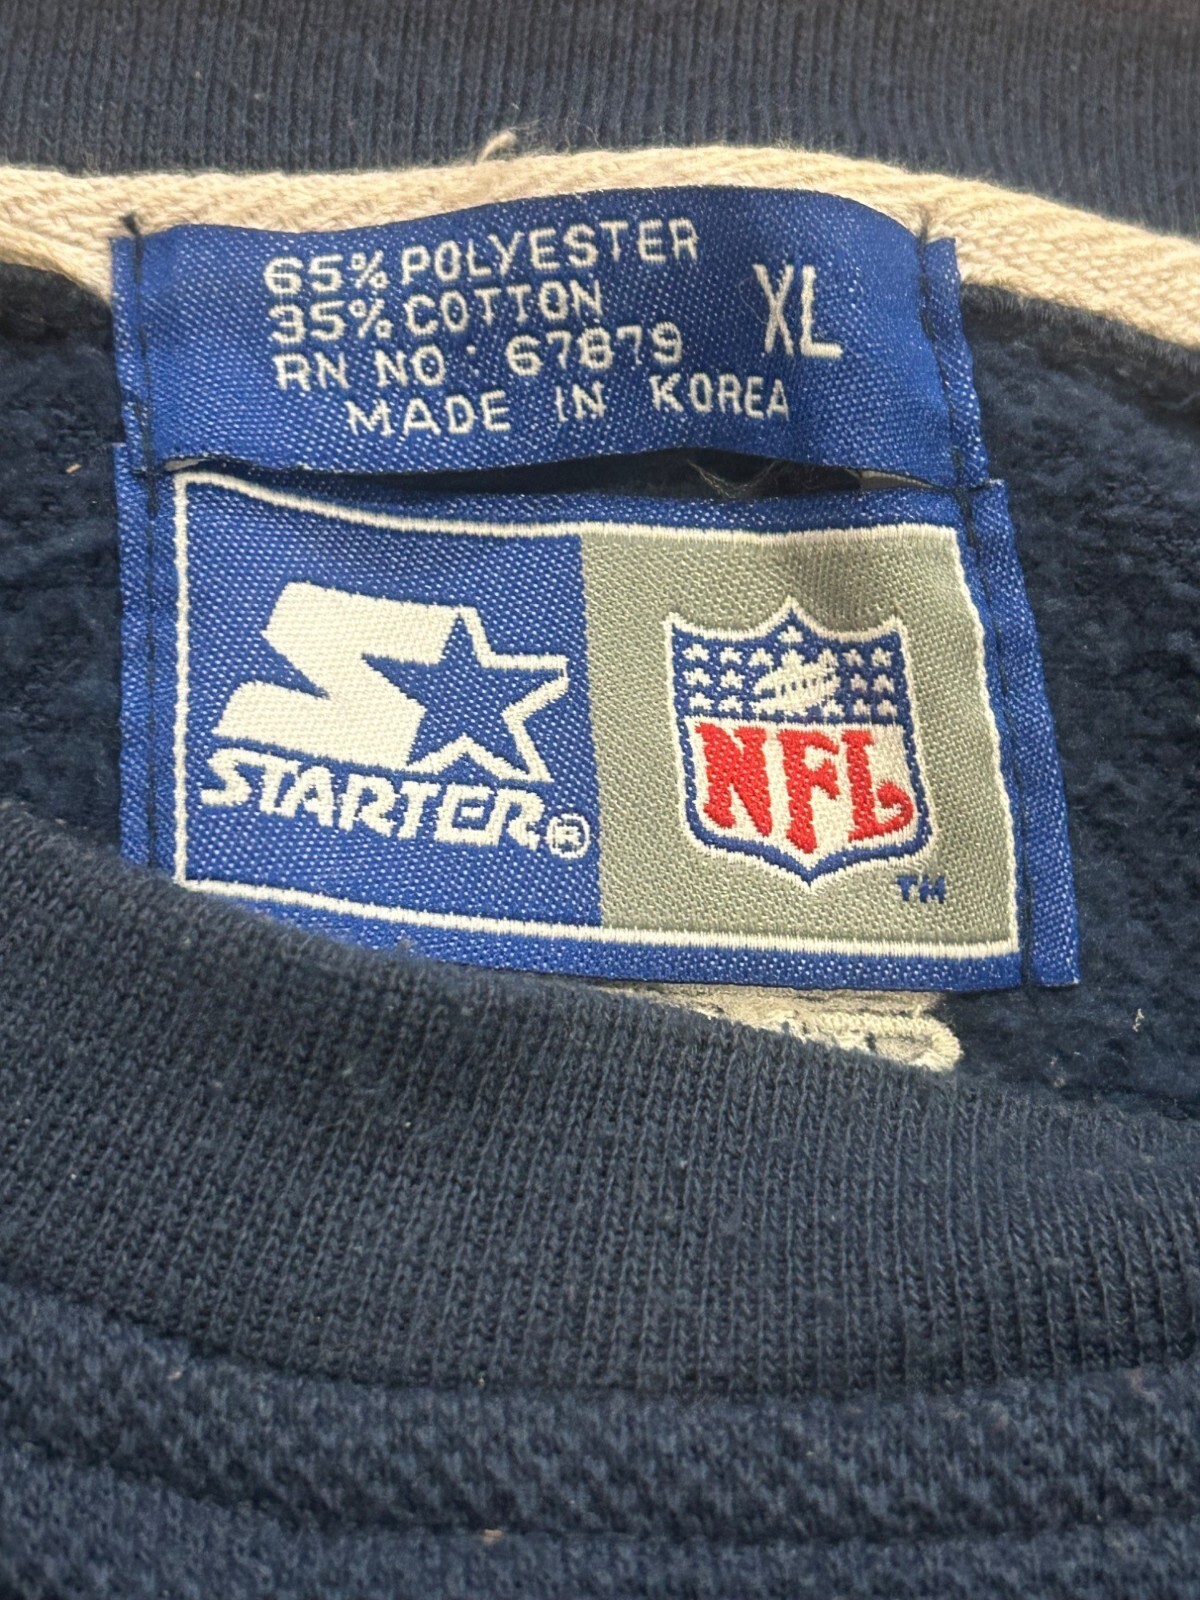 65% POLYESTER
35% COTTON
RN NO : 67879
MADE IN KOREA
XL
STARTER®
NFL
TM